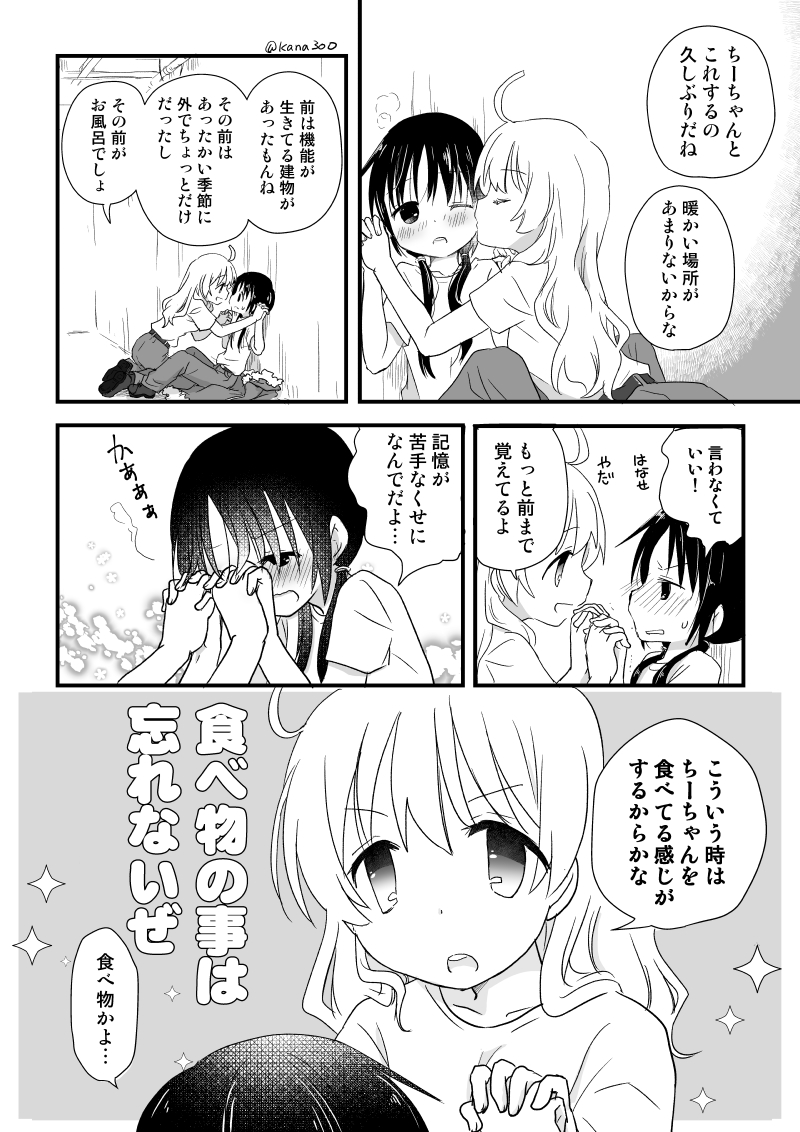 ちーちゃんと
これするの
久しぶりだね
暖かい場所が
あまりないからな
@kana300
前は機能が
生きてる建物が
あったもんね
その前は
あったかい季節に
外でちょっとだけ
だったし
その前が
お風呂でしょ
言わなくて
いい!
はなせ
やだ
もっと前まで
覚えてるよ
記憶が
苦手なくせに
なんでだよ…
かあぁぁぁ
こういう時は
ちーちゃんを
食べてる感じが
するからかな
食べ物の事は
忘れないぜ
食べ物かよ…